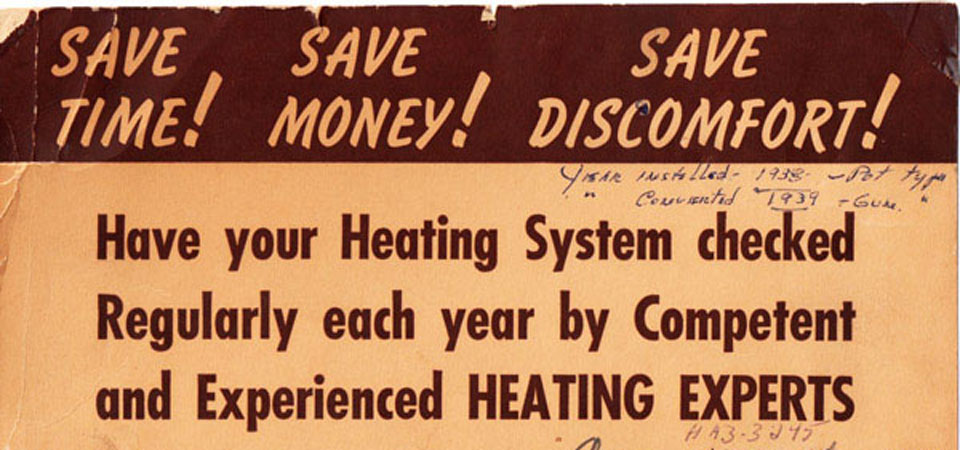 SAVE SAVE SAVE
TIME! MONEY! DISCOMFORT!
Year installed - 1938 - Pot type
" Converted 1939 - Gun. "
Have your Heating System checked
Regularly each year by Competent
and Experienced HEATING EXPERTS
HA3-3245